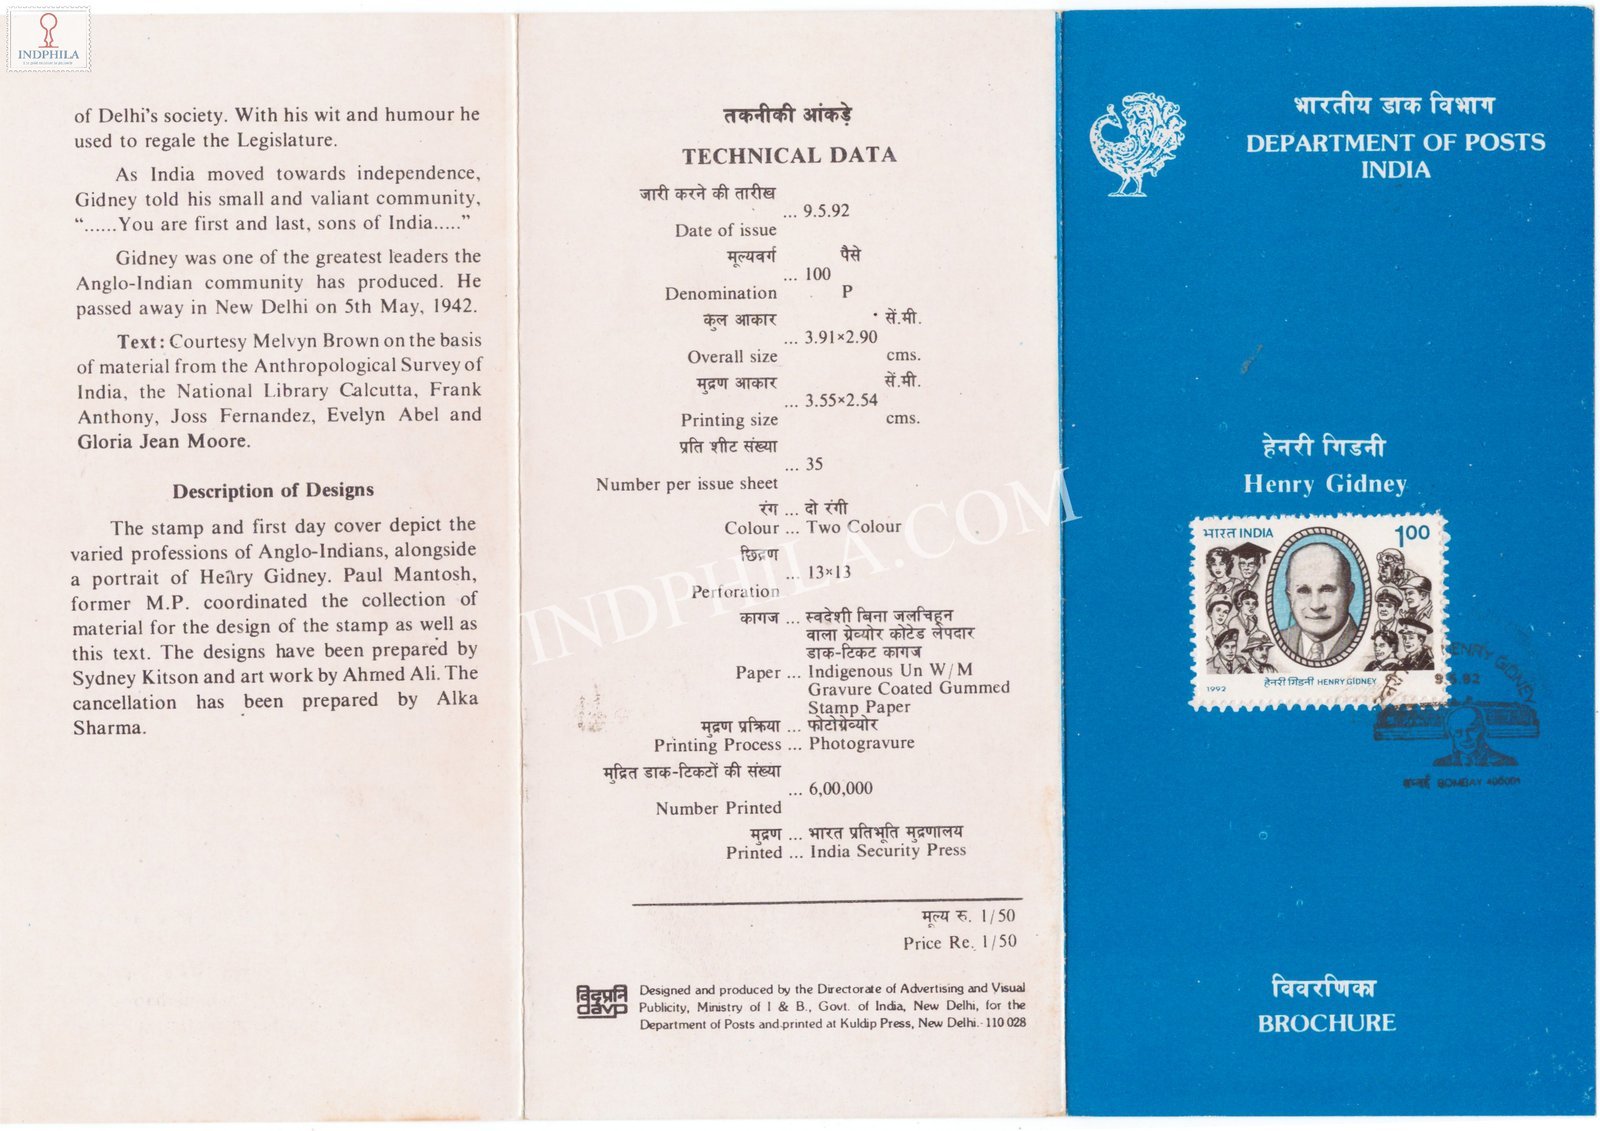 INDPHILA
of Delhi's society. With his wit and humour he
used to regale the Legislature.
As India moved towards independence,
Gidney told his small and valiant community,
“......You are first and last, sons of India.....”
Gidney was one of the greatest leaders the
Anglo-Indian community has produced. He
passed away in New Delhi on 5th May, 1942.
Text: Courtesy Melvyn Brown on the basis
of material from the Anthropological Survey of
India, the National Library Calcutta, Frank
Anthony, Joss Fernandez, Evelyn Abel and
Gloria Jean Moore.
Description of Designs
The stamp and first day cover depict the
varied professions of Anglo-Indians, alongside
a portrait of Henry Gidney. Paul Mantosh,
former M.P. coordinated the collection of
material for the design of the stamp as well as
this text. The designs have been prepared by
Sydney Kitson and art work by Ahmed Ali. The
cancellation has been prepared by Alka
Sharma.
तकनीकी आंकड़े
TECHNICAL DATA
जारी करने की तारीख
... 9.5.92
Date of issue
मूल्यवर्ग पैसे
... 100
Denomination P
कुल आकार सें.मी.
... 3.91×2.90
Overall size cms.
मुद्रण आकार सें.मी.
... 3.55×2.54
Printing size cms.
प्रति शीट संख्या
... 35
Number per issue sheet
रंग ... दो रंगी
Colour ... Two Colour
छिद्रण
... 13×13
Perforation
कागज ... स्वदेशी बिना जलचिह्न
वाला ग्रेव्योर कोटेड लेपदार
डाक-टिकट कागज
Paper ... Indigenous Un W/M
Gravure Coated Gummed
Stamp Paper
मुद्रण प्रक्रिया ... फोटोग्रेव्योर
Printing Process ... Photogravure
मुद्रित डाक-टिकटों की संख्या
... 6,00,000
Number Printed
मुद्रण ... भारत प्रतिभूति मुद्रणालय
Printed ... India Security Press
मूल्य रु. 1/50
Price Re. 1/50
विदृप्रनि
davp
Designed and produced by the Directorate of Advertising and Visual
Publicity, Ministry of I & B., Govt. of India, New Delhi, for the
Department of Posts and printed at Kuldip Press, New Delhi.-110 028
INDPHILA.COM
भारतीय डाक विभाग
DEPARTMENT OF POSTS
INDIA
हेनरी गिडनी
Henry Gidney
भारत INDIA 1.00
हेनरी गिडनी HENRY GIDNEY
1992
HENRY GIDNEY
9.5.92
बम्बई BOMBAY 400001
विवरणिका
BROCHURE